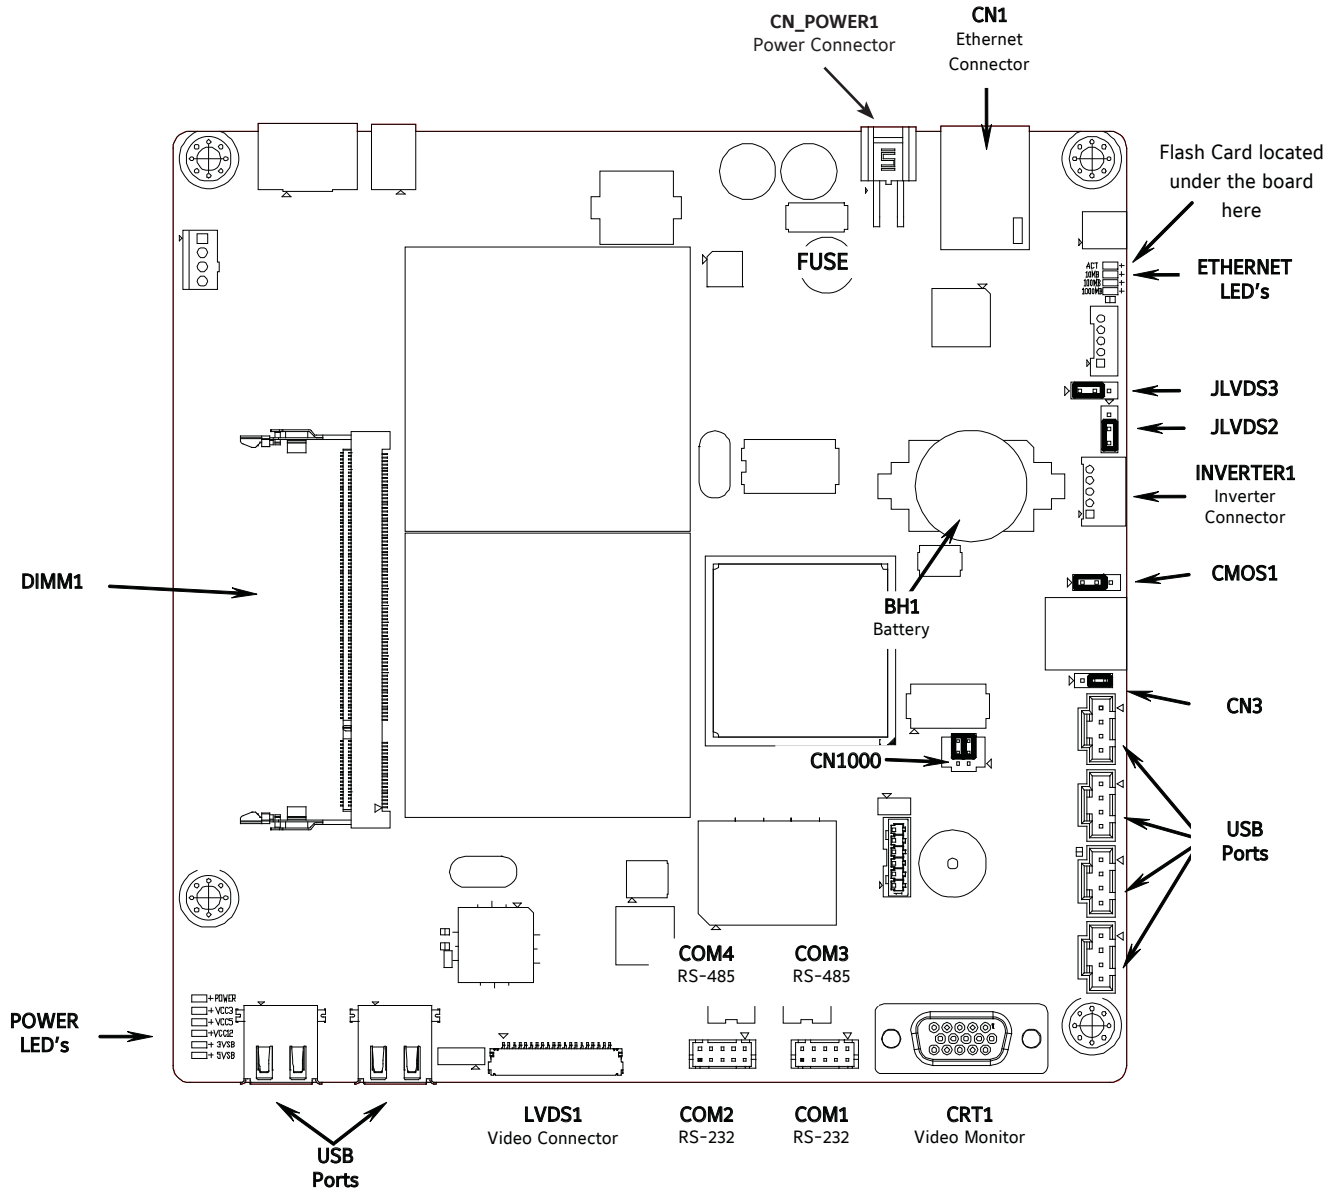 CN_POWER1
Power Connector
CN1
Ethernet
Connector
Flash Card located
under the board
here
FUSE
ACT
10MB
100MB
1000MB
ETHERNET
LED's
JLVDS3
JLVDS2
INVERTER1
Inverter
Connector
DIMM1
CMOS1
BH1
Battery
CN3
CN1000
USB
Ports
COM4
RS-485
COM3
RS-485
POWER
LED's
+POWER
+VCC3
+VCC5
+VCC12
+ 3VSB
+ 5VSB
LVDS1
Video Connector
COM2
RS-232
COM1
RS-232
CRT1
Video Monitor
USB
Ports